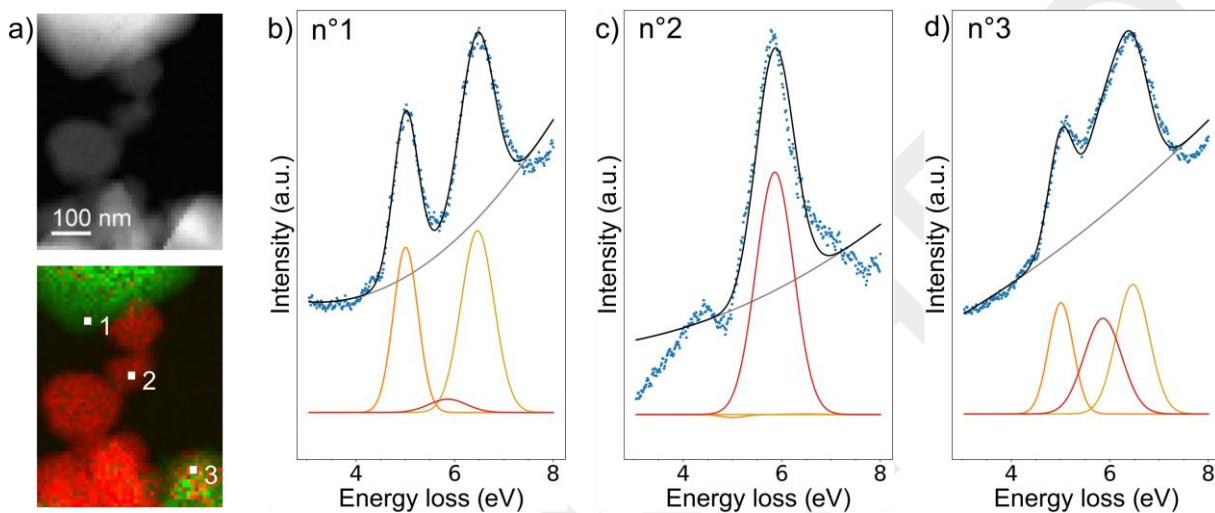 a)
100 nm
1
2
3
b) n°1
Intensity (a.u.)
4 6 8
Energy loss (eV)
c) n°2
Intensity (a.u.)
4 6 8
Energy loss (eV)
d) n°3
Intensity (a.u.)
4 6 8
Energy loss (eV)